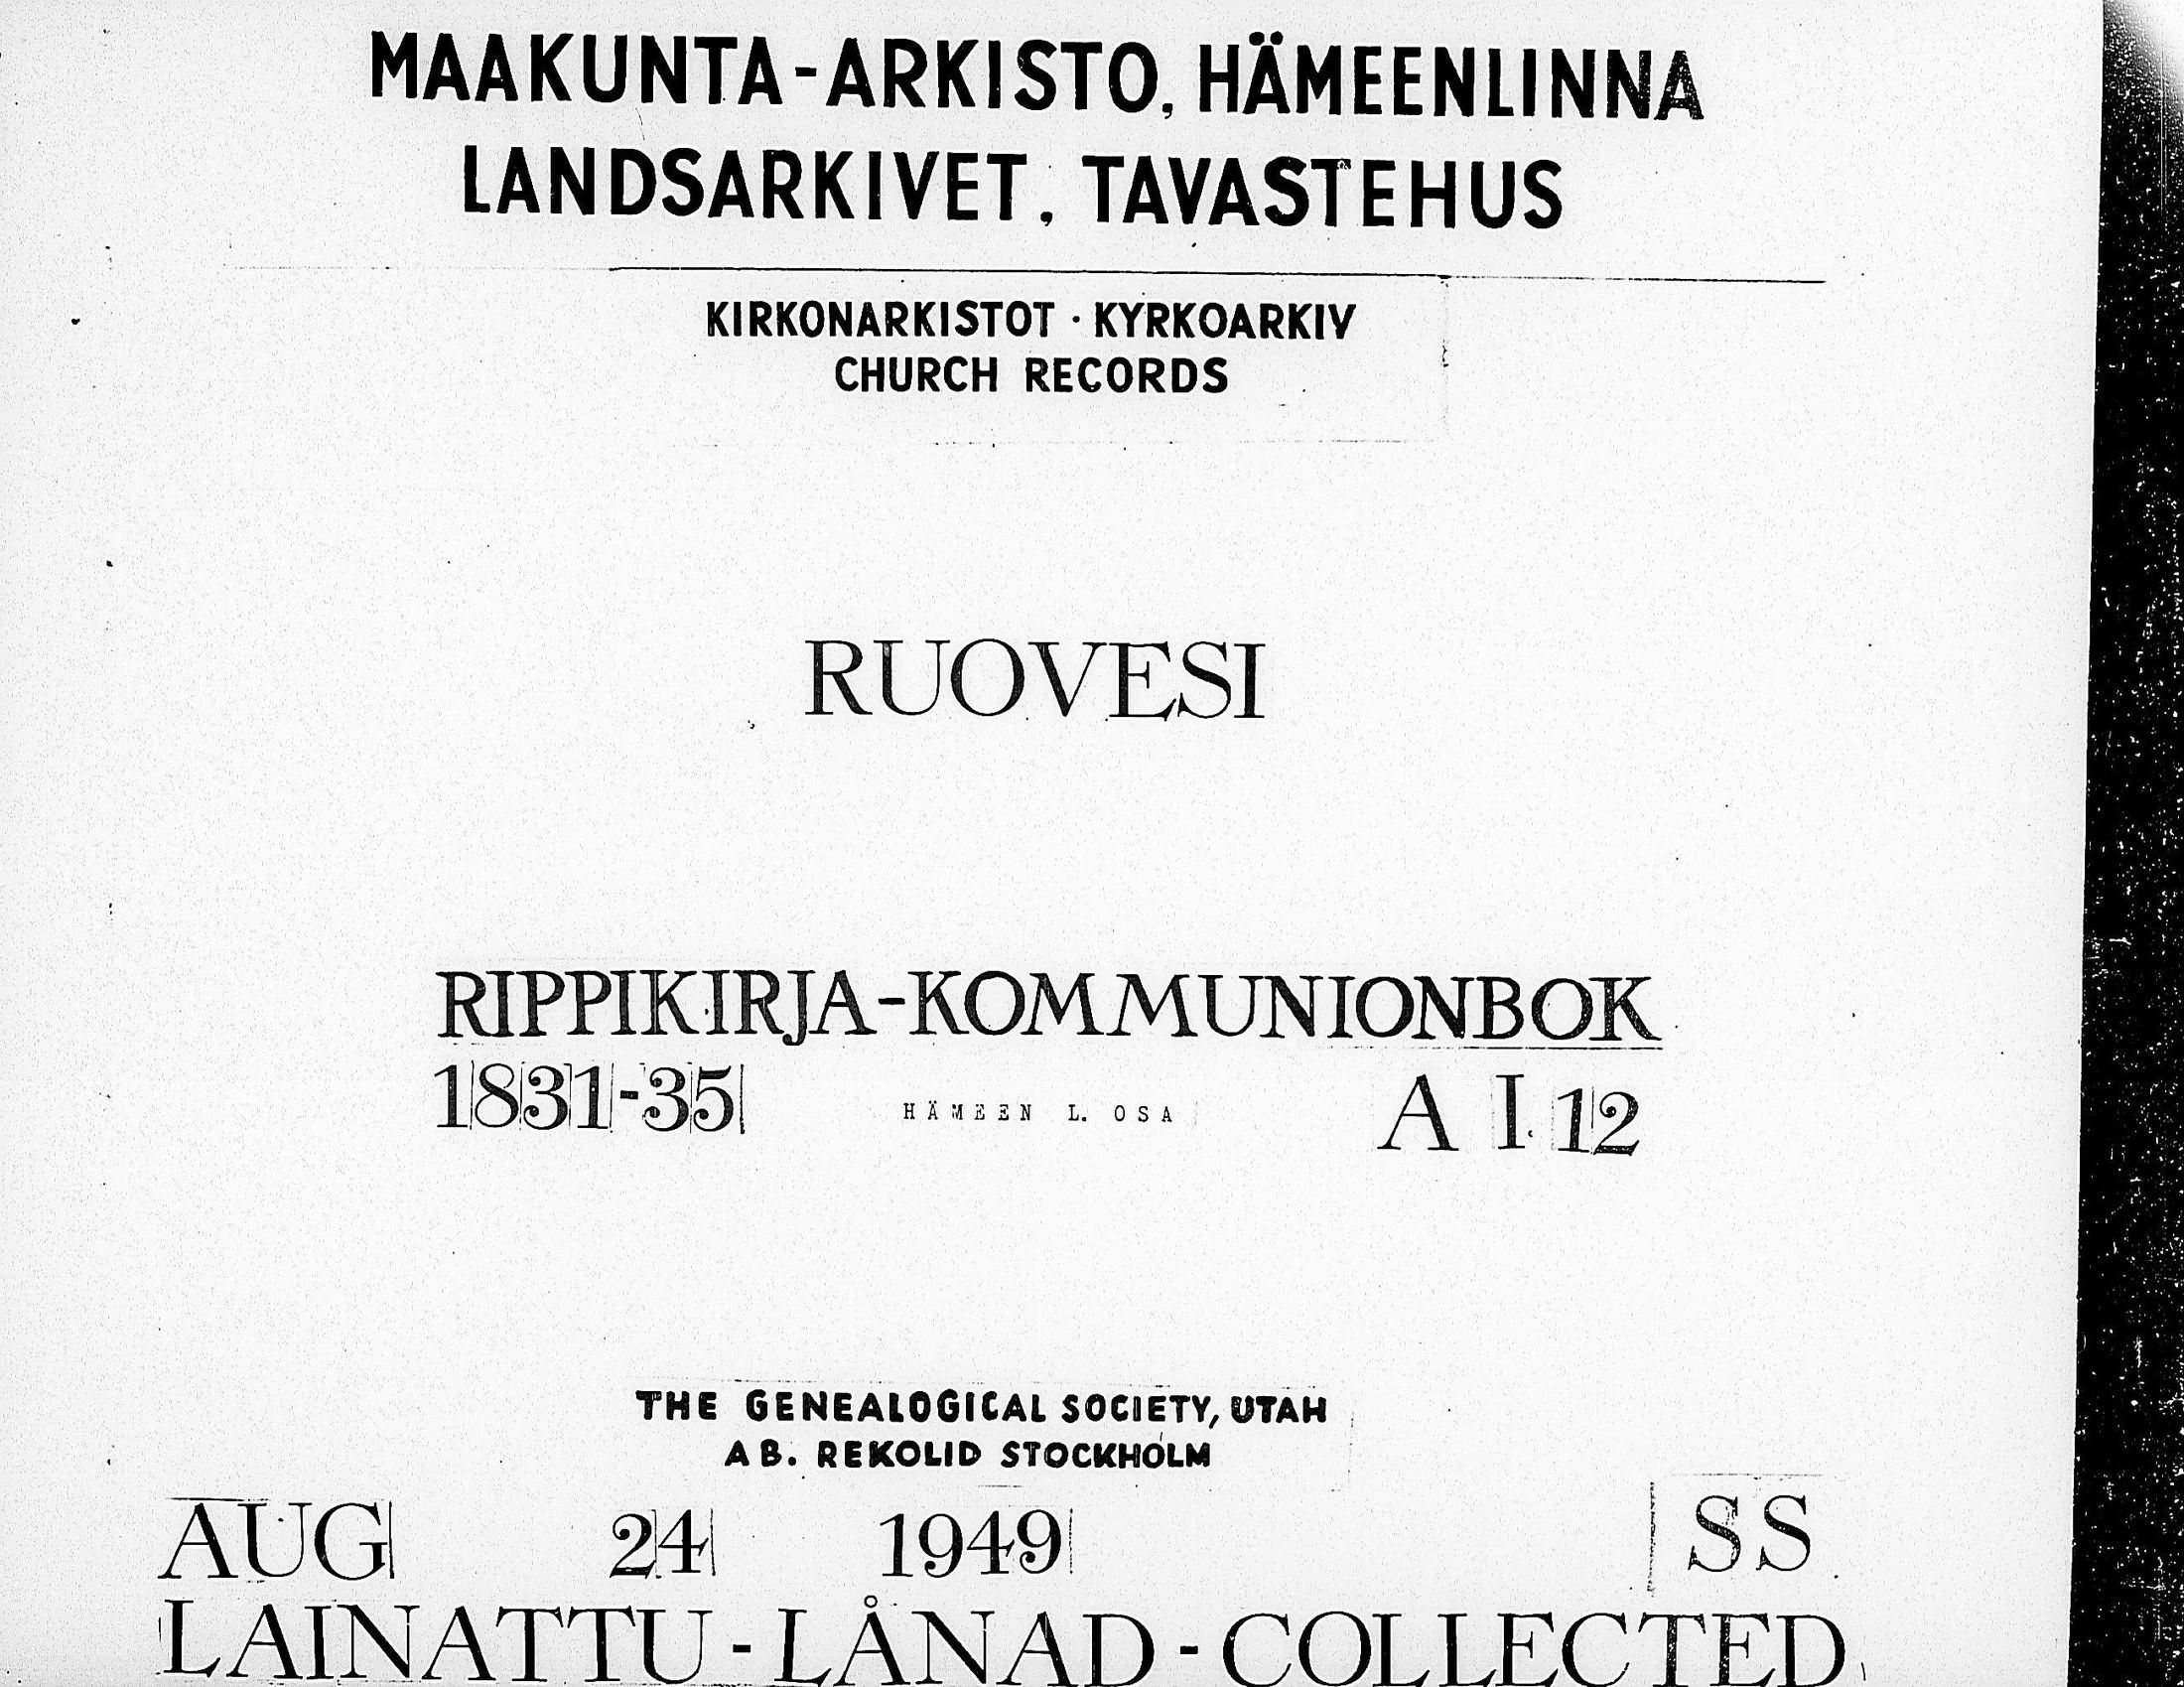 MAAKUNTA-ARKISTO, HÄMEENLINNA
LANDSARKIVET, TAVASTEHUS
KIRKONARKISTOT · KYRKOARKIV
CHURCH RECORDS
RUOVESI
RIPPIKIRJA-KOMMUNIONBOK
1831-35 HÄMEEN L. OSA A I 12
THE GENEALOGICAL SOCIETY, UTAH
AB. REKOLID STOCKHOLM
AUG 24 1949 SS
LAINATTU-LÅNAD-COLLECTED